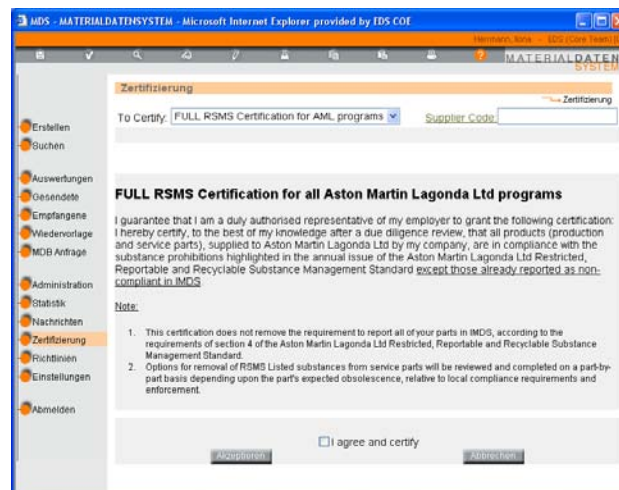 MDS - MATERIALDATENSYSTEM - Microsoft Internet Explorer provided by EDS COE
MATERIALDATEN
SYSTEM
Zertifizierung
Zertifizierung
To Certify: FULL RSMS Certification for AML programs Supplier Code:
Erstellen
Suchen
Auswertungen
Gesendete
Empfangene
Wiedervorlage
MDB Anfrage
Administration
Statistik
Nachrichten
Zertifizierung
Richtlinien
Einstellungen
Abmelden
FULL RSMS Certification for all Aston Martin Lagonda Ltd programs
I guarantee that I am a duly authorised representative of my employer to grant the following certification:
I hereby certify, to the best of my knowledge after a due diligence review, that all products (production
and service parts), supplied to Aston Martin Lagonda Ltd by my company, are in compliance with the
substance prohibitions highlighted in the annual issue of the Aston Martin Lagonda Ltd Restricted,
Reportable and Recyclable Substance Management Standard except those already reported as non-
compliant in IMDS
Note:
1. This certification does not remove the requirement to report all of your parts in IMDS, according to the
requirements of section 4 of the Aston Martin Lagonda Ltd Restricted, Reportable and Recyclable Substance
Management Standard.
2. Options for removal of RSMS Listed substances from service parts will be reviewed and completed on a part-by-
part basis depending upon the part's expected obsolescence, relative to local compliance requirements and
enforcement.
I agree and certify
Akzeptieren Abbrechen